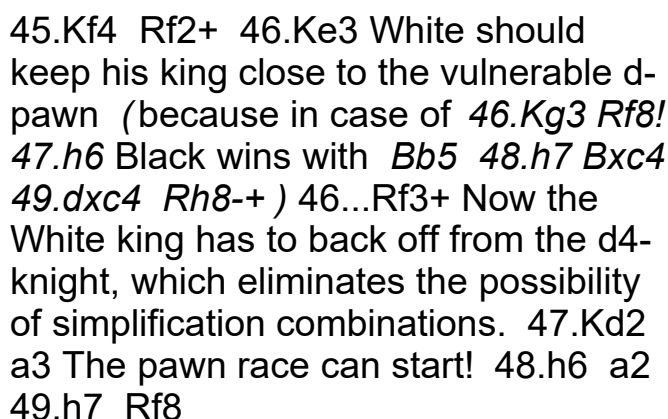 45.Kf4 Rf2+ 46.Ke3 White should
keep his king close to the vulnerable d-
pawn (because in case of 46.Kg3 Rf8!
47.h6 Black wins with Bb5 48.h7 Bxc4
49.dxc4 Rh8-+ ) 46...Rf3+ Now the
White king has to back off from the d4-
knight, which eliminates the possibility
of simplification combinations. 47.Kd2
a3 The pawn race can start! 48.h6 a2
49.h7 Rf8